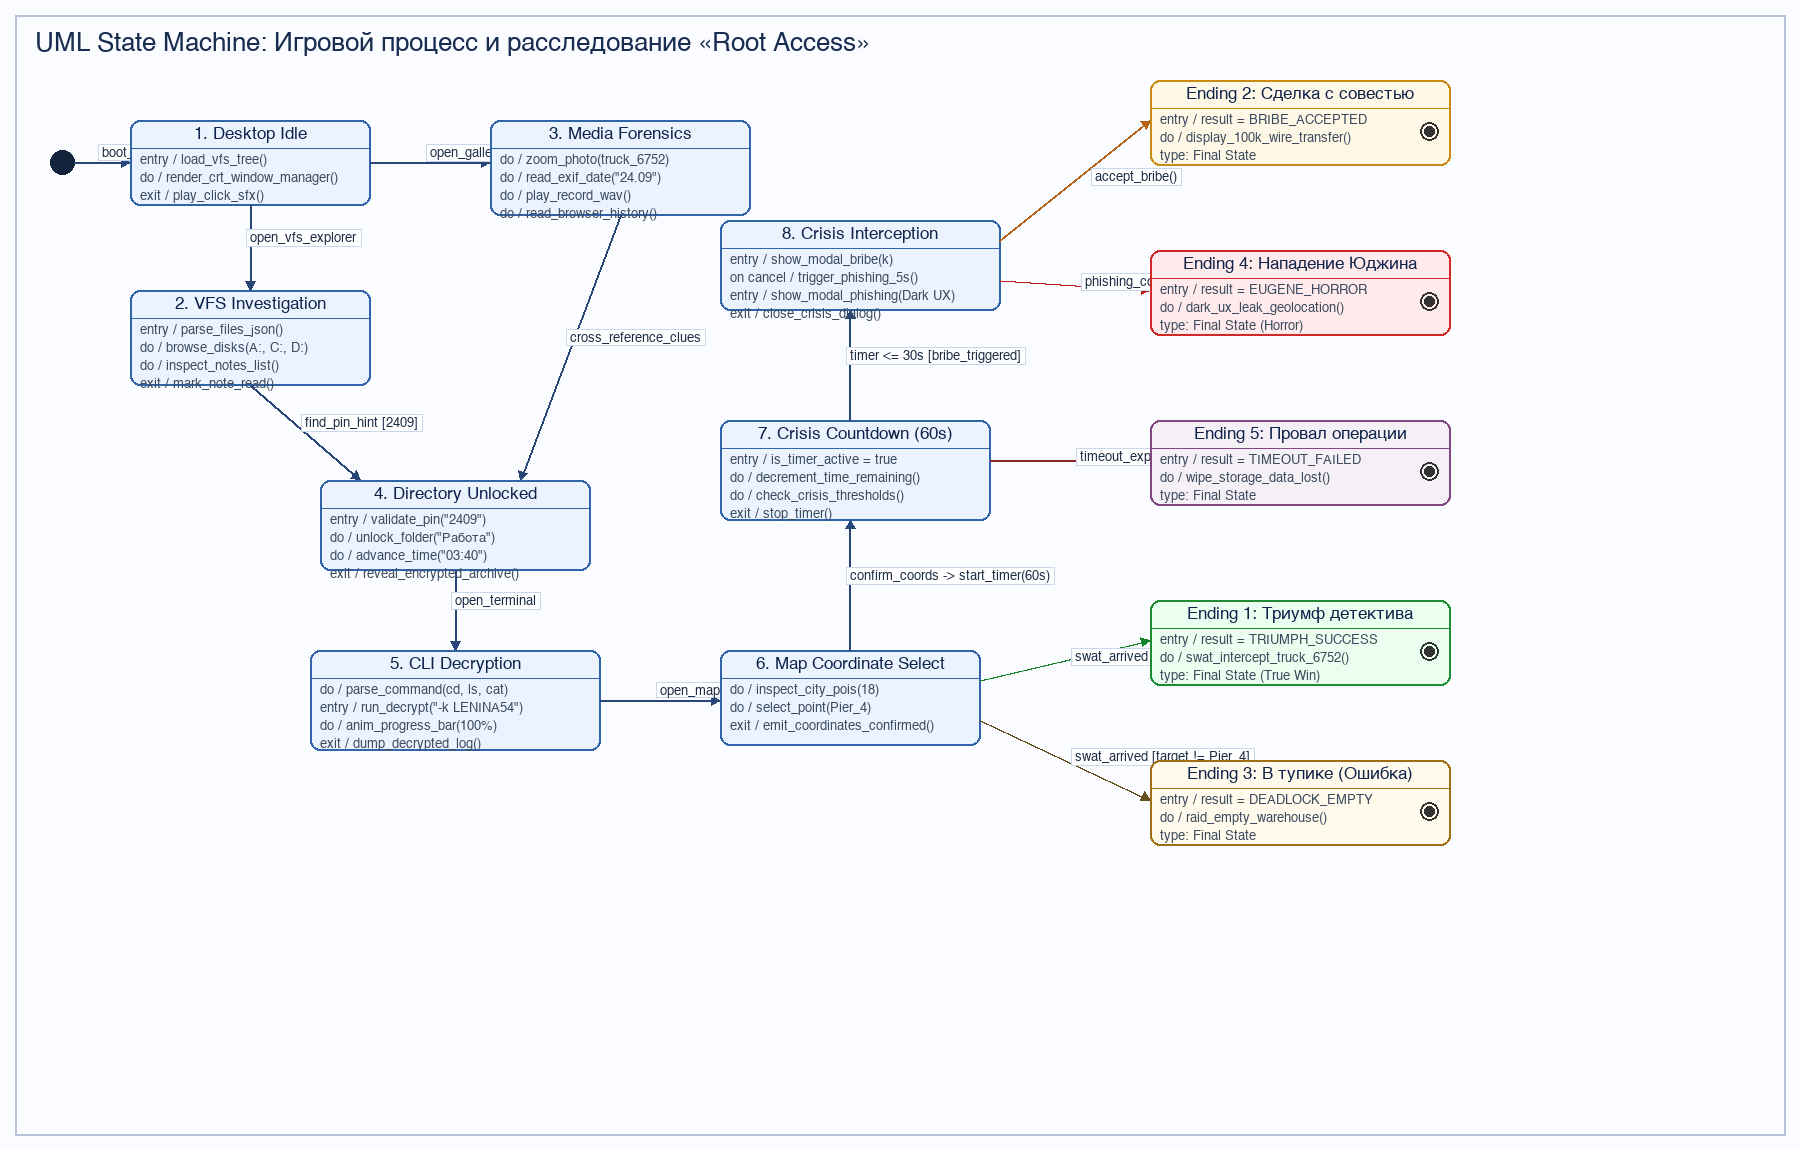 UML State Machine: Игровой процесс и расследование «Root Access»
boot_
1. Desktop Idle
entry / load_vfs_tree()
do / render_crt_window_manager()
exit / play_click_sfx()
open_galle
3. Media Forensics
do / zoom_photo(truck_6752)
do / read_exif_date("24.09")
do / play_record_wav()
do / read_browser_history()
open_vfs_explorer
2. VFS Investigation
entry / parse_files_json()
do / browse_disks(A:, C:, D:)
do / inspect_notes_list()
exit / mark_note_read()
find_pin_hint [2409]
cross_reference_clues
4. Directory Unlocked
entry / validate_pin("2409")
do / unlock_folder("Работа")
do / advance_time("03:40")
exit / reveal_encrypted_archive()
open_terminal
5. CLI Decryption
do / parse_command(cd, ls, cat)
entry / run_decrypt("-k LENINA54")
do / anim_progress_bar(100%)
exit / dump_decrypted_log()
open_map
6. Map Coordinate Select
do / inspect_city_pois(18)
do / select_point(Pier_4)
exit / emit_coordinates_confirmed()
confirm_coords -> start_timer(60s)
7. Crisis Countdown (60s)
entry / is_timer_active = true
do / decrement_time_remaining()
do / check_crisis_thresholds()
exit / stop_timer()
timer <= 30s [bribe_triggered]
8. Crisis Interception
entry / show_modal_bribe(k)
on cancel / trigger_phishing_5s()
entry / show_modal_phishing(Dark UX)
exit / close_crisis_dialog()
accept_bribe()
Ending 2: Сделка с совестью
entry / result = BRIBE_ACCEPTED
do / display_100k_wire_transfer()
type: Final State
phishing_co
Ending 4: Нападение Юджина
entry / result = EUGENE_HORROR
do / dark_ux_leak_geolocation()
type: Final State (Horror)
timeout_exp
Ending 5: Провал операции
entry / result = TIMEOUT_FAILED
do / wipe_storage_data_lost()
type: Final State
swat_arrived
Ending 1: Триумф детектива
entry / result = TRIUMPH_SUCCESS
do / swat_intercept_truck_6752()
type: Final State (True Win)
swat_arrived [target != Pier_4]
Ending 3: В тупике (Ошибка)
entry / result = DEADLOCK_EMPTY
do / raid_empty_warehouse()
type: Final State